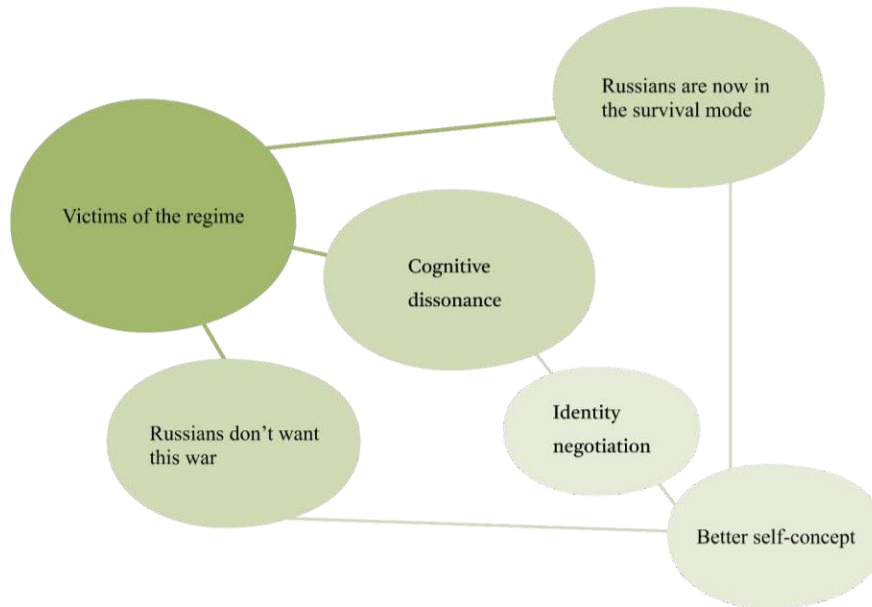 Russians are now in
the survival mode
Victims of the regime
Cognitive
dissonance
Identity
negotiation
Russians don’t want
this war
Better self-concept